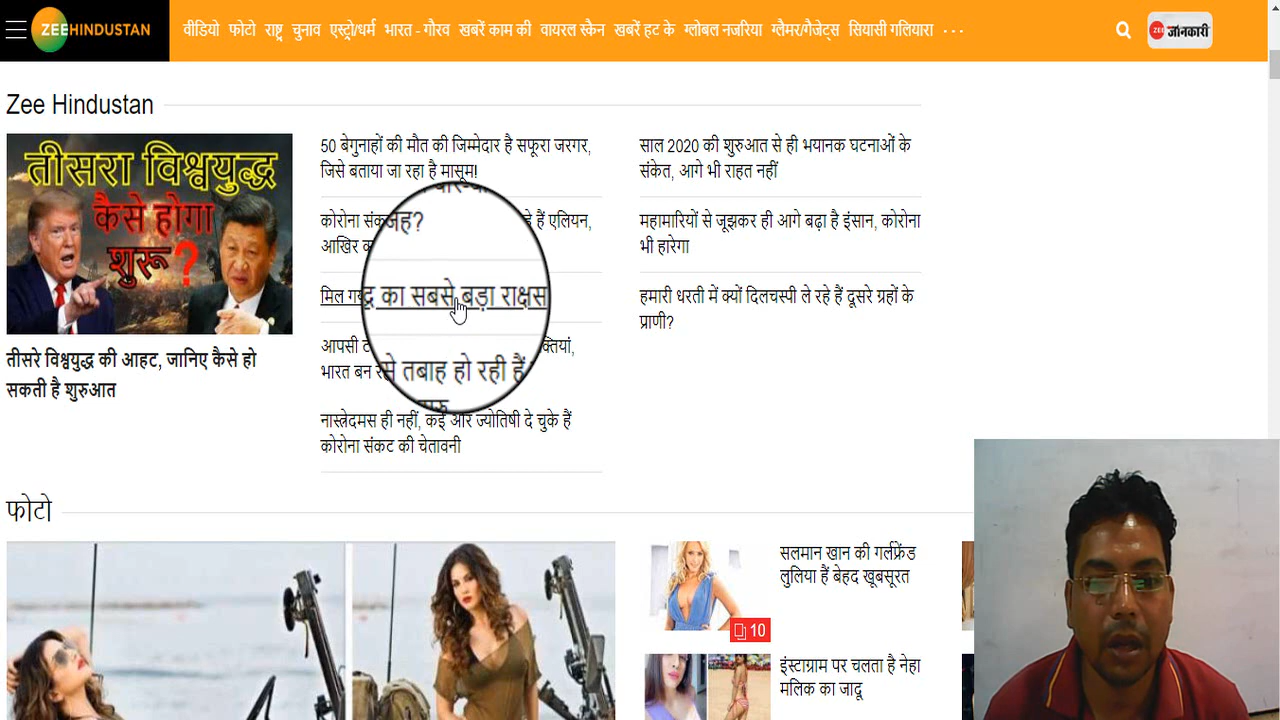 ZEEHINDUSTAN
वीडियो फोटो राष्ट्र चुनाव एस्ट्रो/धर्म भारत - गौरव खबरें काम की वायरल स्कैन खबरें हट के ग्लोबल नजरिया ग्लैमर/गैजेट्स सियासी गलियारा ...
ZEE जानकारी
Zee Hindustan
तीसरा विश्वयुद्ध
कैसे होगा
शुरू?
तीसरे विश्वयुद्ध की आहट, जानिए कैसे हो
सकती है शुरुआत
50 बेगुनाहों की मौत की जिम्मेदार है सफूरा जरगर,
जिसे बताया जा रहा है मासूम!
कोरोना
हैं एलियन,
आखिर
जह?
मिल
का सबसे बड़ा राक्षस
आपसी
भारत बन
से तबाह हो रही हैं
नास्त्रेदमस ही नहीं, कई और ज्योतिषी दे चुके हैं
कोरोना संकट की चेतावनी
साल 2020 की शुरुआत से ही भयानक घटनाओं के
संकेत, आगे भी राहत नहीं
महामारियों से जूझकर ही आगे बढ़ा है इंसान, कोरोना
भी हारेगा
हमारी धरती में क्यों दिलचस्पी ले रहे हैं दूसरे ग्रहों के
प्राणी?
फोटो
सलमान खान की गर्लफ्रेंड
लुलिया हैं बेहद खूबसूरत
10
इंस्टाग्राम पर चलता है नेहा
मलिक का जादू